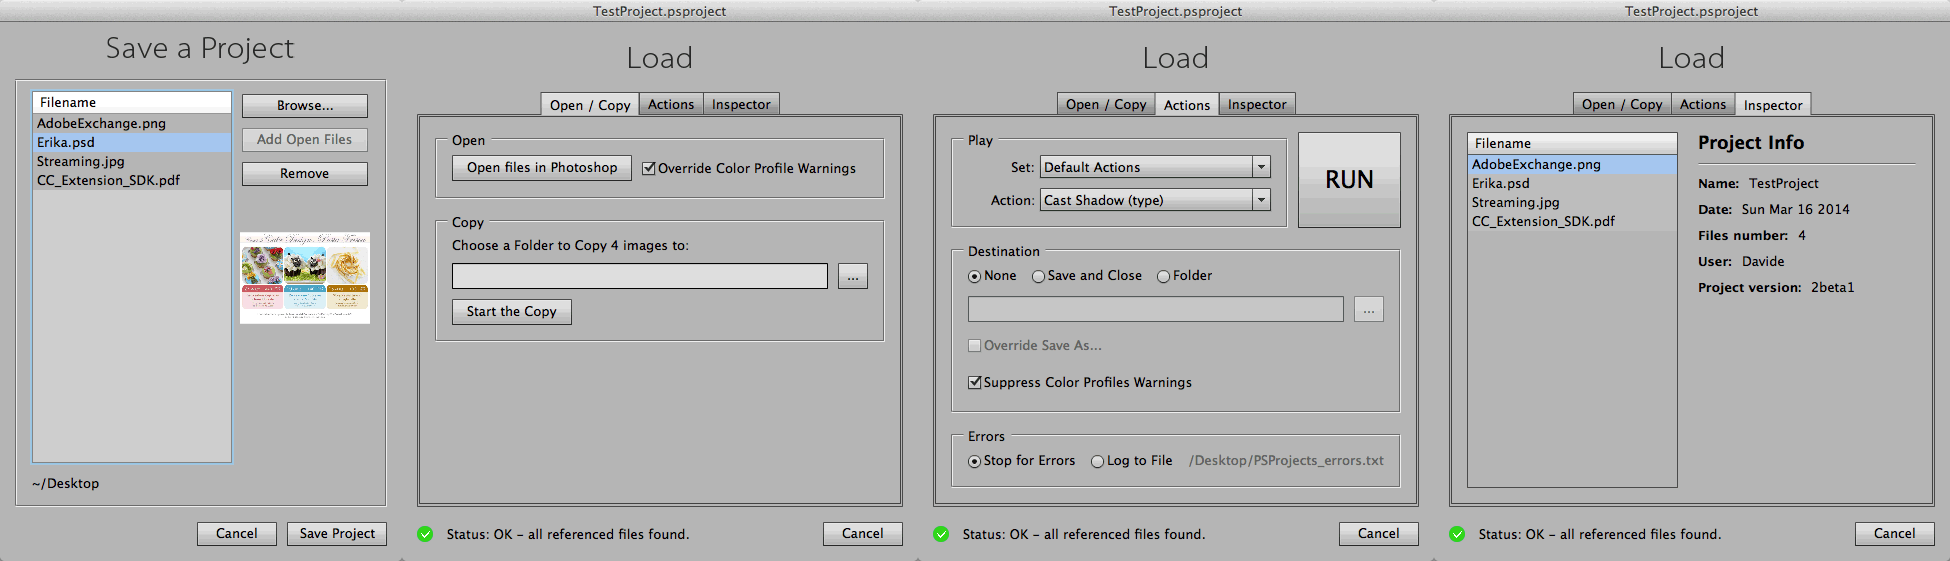 Save a Project
Filename
AdobeExchange.png
Erika.psd
Streaming.jpg
CC_Extension_SDK.pdf
Browse...
Add Open Files
Remove
~/Desktop
Cancel
Save Project
TestProject.psproject
Load
Open / Copy
Actions
Inspector
Open
Open files in Photoshop
Override Color Profile Warnings
Copy
Choose a Folder to Copy 4 images to:
...
Start the Copy
Status: OK – all referenced files found.
Cancel
TestProject.psproject
Load
Open / Copy
Actions
Inspector
Play
Set:
Default Actions
Action:
Cast Shadow (type)
RUN
Destination
None
Save and Close
Folder
...
Override Save As...
Suppress Color Profiles Warnings
Errors
Stop for Errors
Log to File
/Desktop/PSProjects_errors.txt
Status: OK – all referenced files found.
Cancel
TestProject.psproject
Load
Open / Copy
Actions
Inspector
Filename
AdobeExchange.png
Erika.psd
Streaming.jpg
CC_Extension_SDK.pdf
Project Info
Name: TestProject
Date: Sun Mar 16 2014
Files number: 4
User: Davide
Project version: 2beta1
Status: OK – all referenced files found.
Cancel